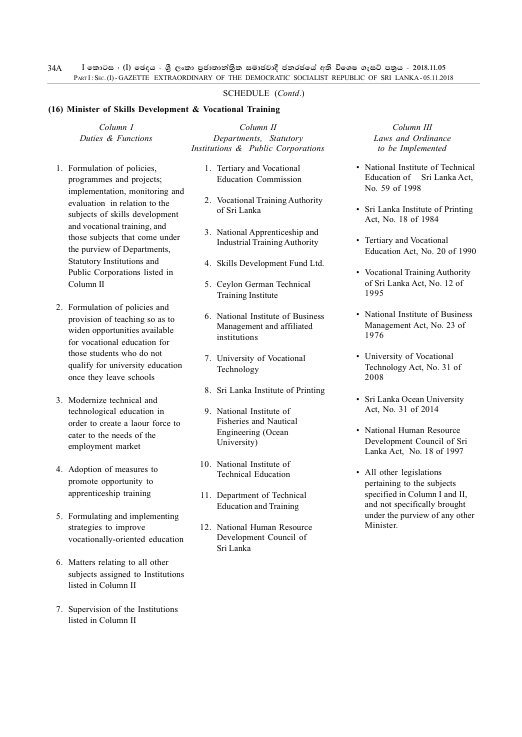 34A
I කොටස : (I) ඡෙදය - ශ්‍රී ලංකා ප්‍රජාතාන්ත්‍රික සමාජවාදී ජනරජයේ අති විශෙෂ ගැසට් පත්‍රය - 2018.11.05
PART I : SEC. (I) - GAZETTE EXTRAORDINARY OF THE DEMOCRATIC SOCIALIST REPUBLIC OF SRI LANKA - 05.11.2018
SCHEDULE (Contd.)
(16) Minister of Skills Development & Vocational Training
Column I
Duties & Functions
1. Formulation of policies,
programmes and projects;
implementation, monitoring and
evaluation in relation to the
subjects of skills development
and vocational training, and
those subjects that come under
the purview of Departments,
Statutory Institutions and
Public Corporations listed in
Column II
2. Formulation of policies and
provision of teaching so as to
widen opportunities available
for vocational education for
those students who do not
qualify for university education
once they leave schools
3. Modernize technical and
technological education in
order to create a laour force to
cater to the needs of the
employment market
4. Adoption of measures to
promote opportunity to
apprenticeship training
5. Formulating and implementing
strategies to improve
vocationally-oriented education
6. Matters relating to all other
subjects assigned to Institutions
listed in Column II
7. Supervision of the Institutions
listed in Column II
Column II
Departments, Statutory
Institutions & Public Corporations
1. Tertiary and Vocational
Education Commission
2. Vocational Training Authority
of Sri Lanka
3. National Apprenticeship and
Industrial Training Authority
4. Skills Development Fund Ltd.
5. Ceylon German Technical
Training Institute
6. National Institute of Business
Management and affiliated
institutions
7. University of Vocational
Technology
8. Sri Lanka Institute of Printing
9. National Institute of
Fisheries and Nautical
Engineering (Ocean
University)
10. National Institute of
Technical Education
11. Department of Technical
Education and Training
12. National Human Resource
Development Council of
Sri Lanka
Column III
Laws and Ordinance
to be Implemented
• National Institute of Technical
Education of Sri Lanka Act,
No. 59 of 1998
• Sri Lanka Institute of Printing
Act, No. 18 of 1984
• Tertiary and Vocational
Education Act, No. 20 of 1990
• Vocational Training Authority
of Sri Lanka Act, No. 12 of
1995
• National Institute of Business
Management Act, No. 23 of
1976
• University of Vocational
Technology Act, No. 31 of
2008
• Sri Lanka Ocean University
Act, No. 31 of 2014
• National Human Resource
Development Council of Sri
Lanka Act, No. 18 of 1997
• All other legislations
pertaining to the subjects
specified in Column I and II,
and not specifically brought
under the purview of any other
Minister.